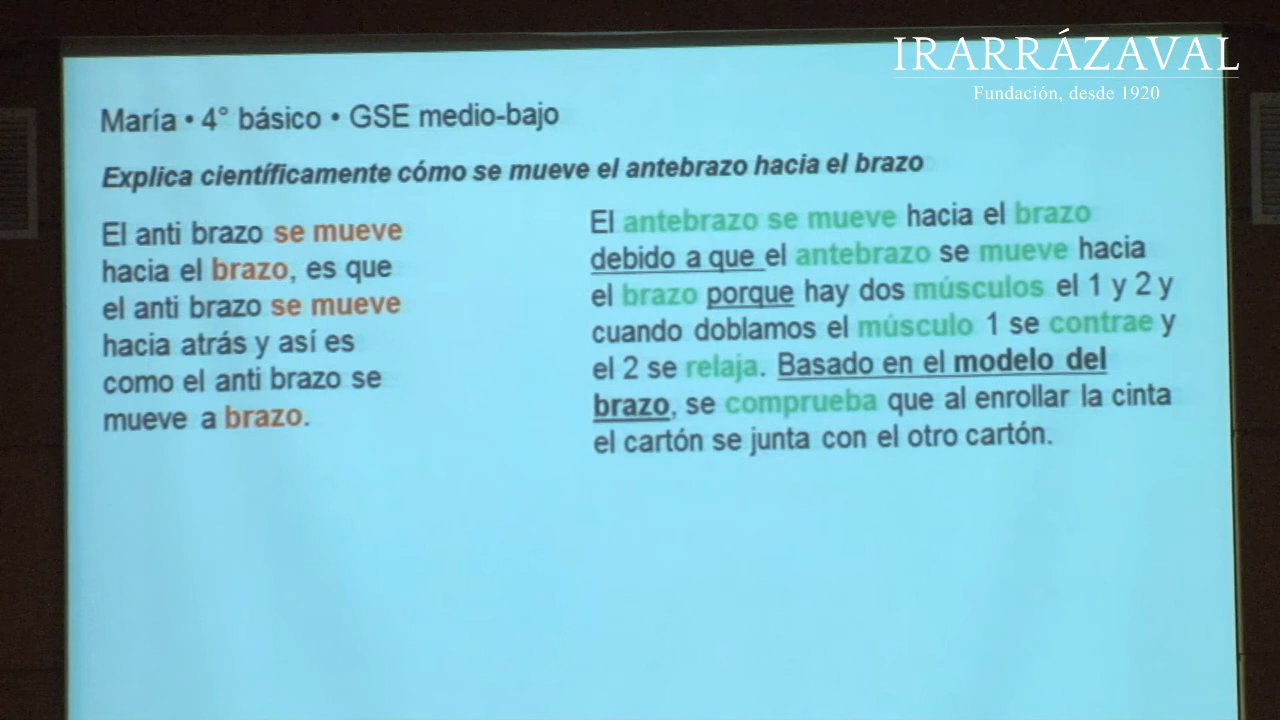 IRARRÁZAVAL
Fundación, desde 1920
María • 4° básico • GSE medio-bajo
Explica científicamente cómo se mueve el antebrazo hacia el brazo
El anti brazo se mueve
hacia el brazo, es que
el anti brazo se mueve
hacia atrás y así es
como el anti brazo se
mueve a brazo.
El antebrazo se mueve hacia el brazo
debido a que el antebrazo se mueve hacia
el brazo porque hay dos músculos el 1 y 2 y
cuando doblamos el músculo 1 se contrae y
el 2 se relaja. Basado en el modelo del
brazo, se comprueba que al enrollar la cinta
el cartón se junta con el otro cartón.